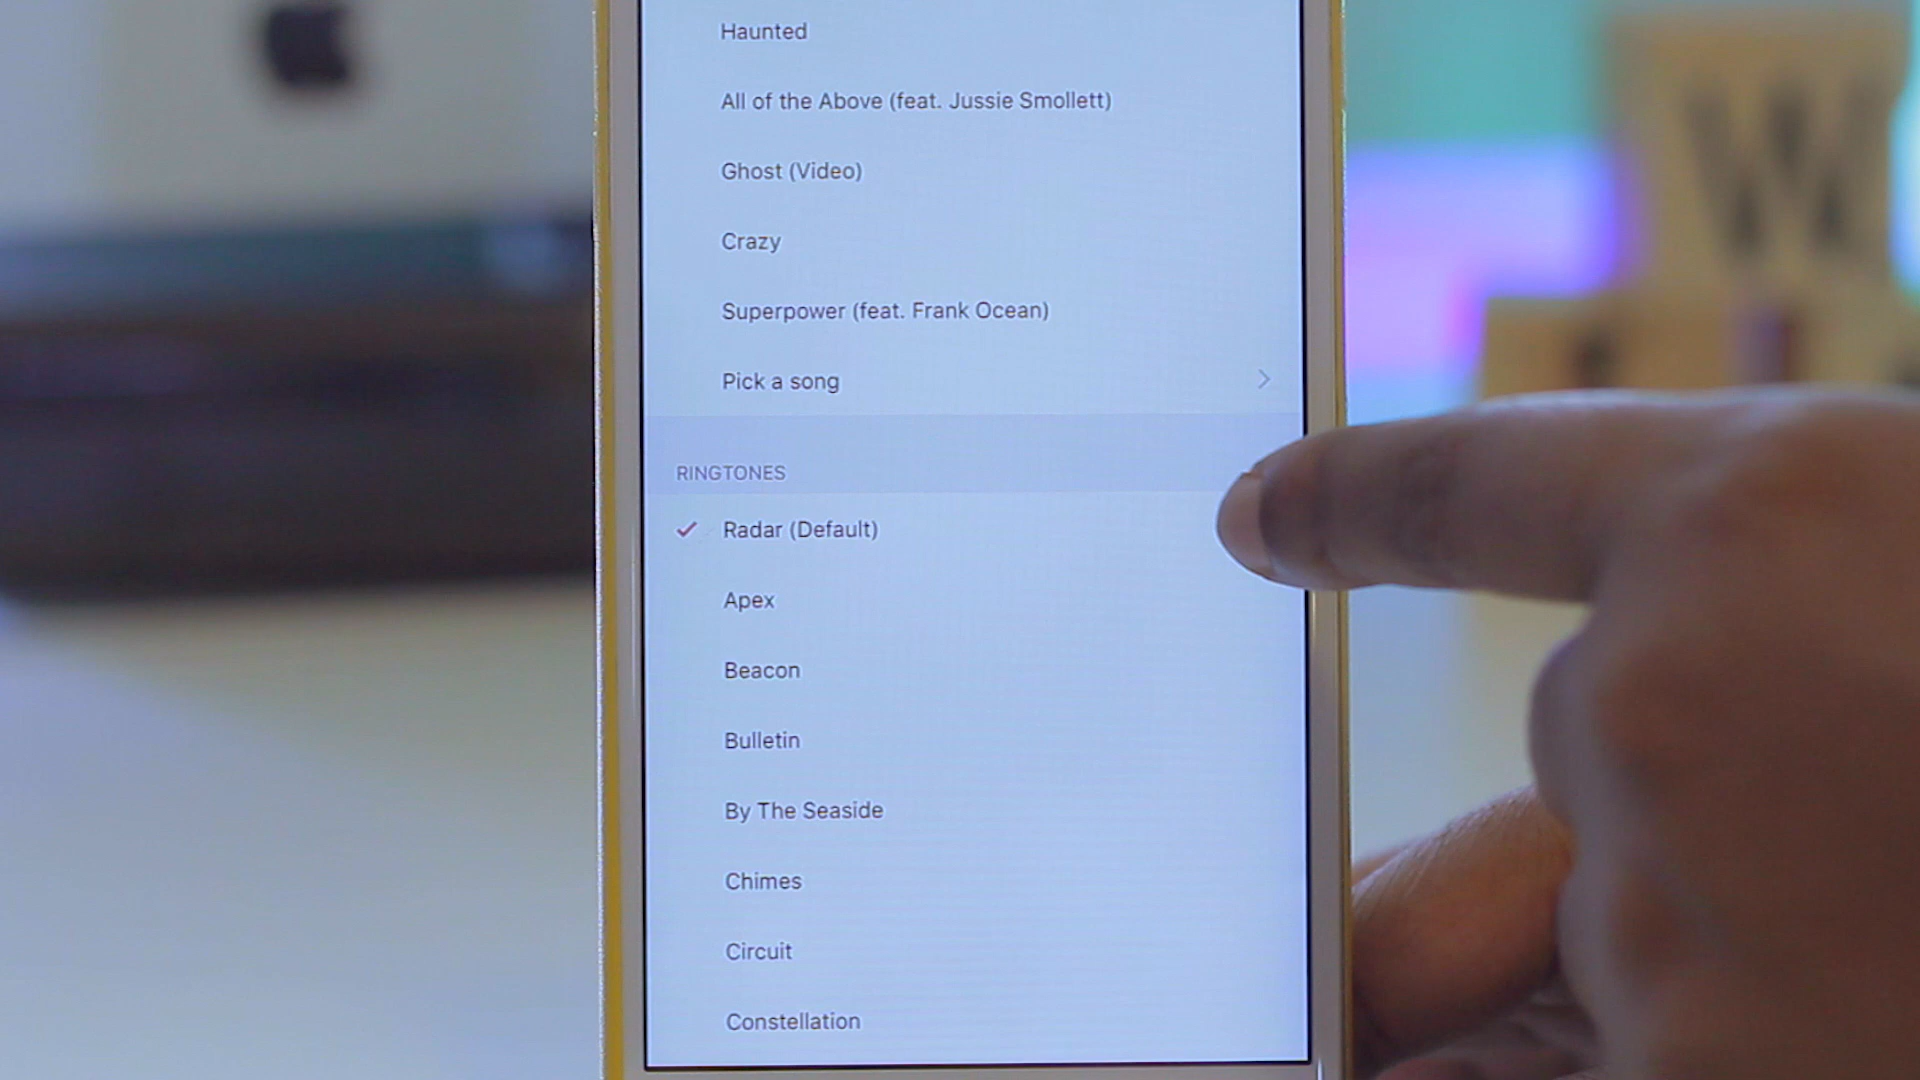 Haunted
All of the Above (feat. Jussie Smollett)
Ghost (Video)
Crazy
Superpower (feat. Frank Ocean)
Pick a song
RINGTONES
Radar (Default)
Apex
Beacon
Bulletin
By The Seaside
Chimes
Circuit
Constellation
W